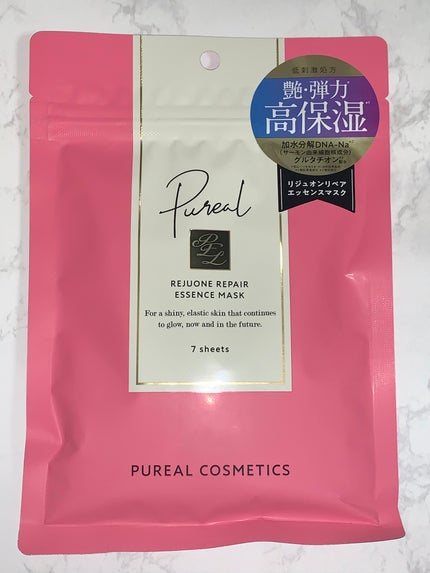 低刺激処方
艶・弾力
高保湿
加水分解DNA-Na
(サーモン由来細胞核成分)
グルタチオン
リジュオンリペア
エッセンスマスク
Pureal
PEL
REJUONE REPAIR
ESSENCE MASK
For a shiny, elastic skin that continues
to glow, now and in the future.
7 sheets
PUREAL COSMETICS